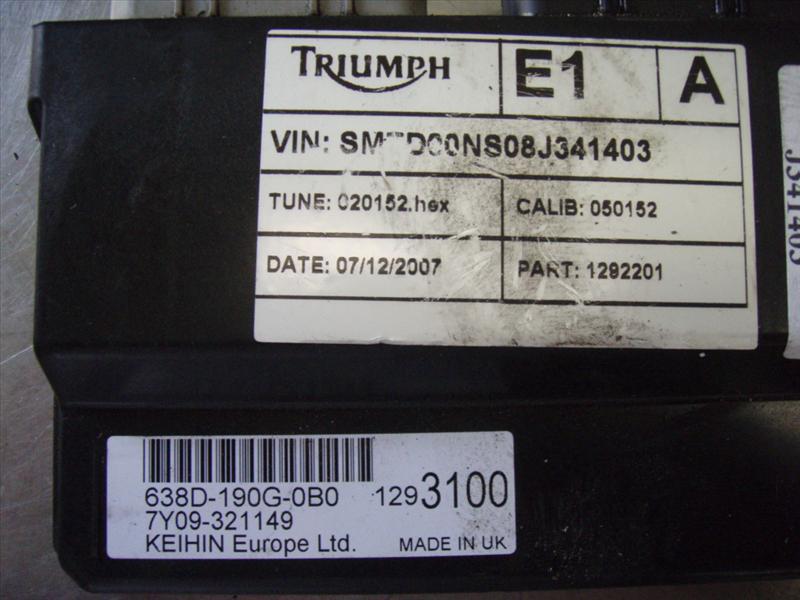 TRIUMPH E1 A
VIN:
TUNE: 020152.hex CALIB: 050152
DATE: 07/12/2007 PART: 1292201
J341403
638D-190G-0B0 1293100
7Y09-321149
KEIHIN Europe Ltd. MADE IN UK